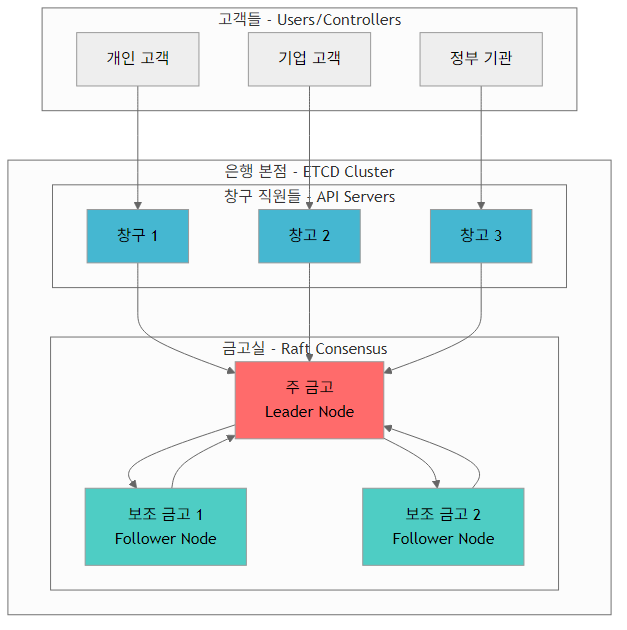 고객들 - Users/Controllers
개인 고객
기업 고객
정부 기관
은행 본점 - ETCD Cluster
창구 직원들 - API Servers
창구 1
창고 2
창고 3
금고실 - Raft Consensus
주 금고
Leader Node
보조 금고 1
Follower Node
보조 금고 2
Follower Node